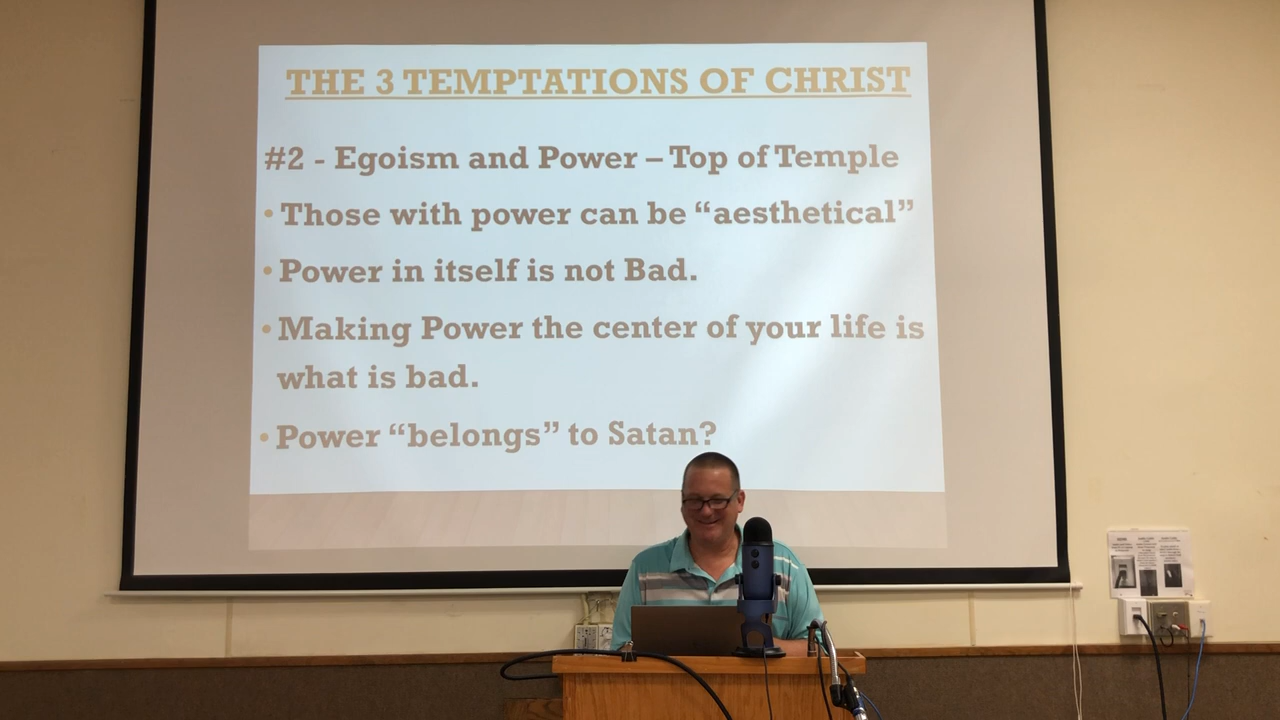 THE 3 TEMPTATIONS OF CHRIST
#2 - Egoism and Power – Top of Temple
• Those with power can be “aesthetical”
• Power in itself is not Bad.
• Making Power the center of your life is
what is bad.
• Power “belongs” to Satan?